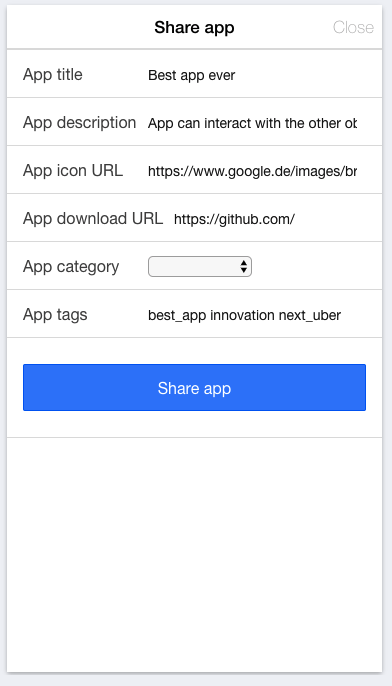 Share app Close
App title Best app ever
App description App can interact with the other ob
App icon URL https://www.google.de/images/br
App download URL https://github.com/
App category
App tags best_app innovation next_uber
Share app